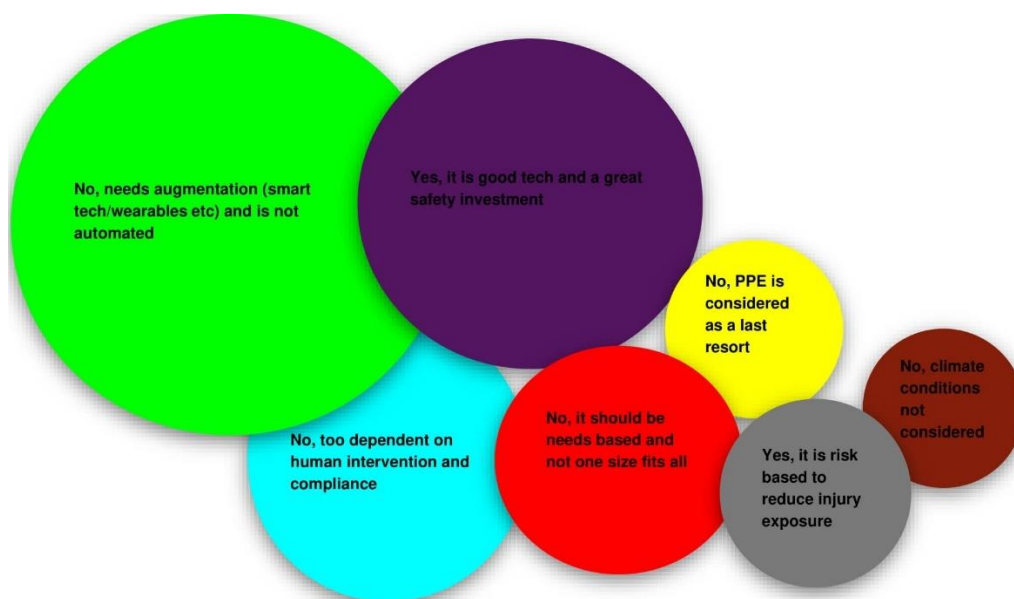 No, needs augmentation (smart
tech/wearables etc) and is not
automated
Yes, it is good tech and a great
safety investment
No, PPE is
considered
as a last
resort
No, climate
conditions
not
considered
No, too dependent on
human intervention and
compliance
No, it should be
needs based and
not one size fits all
Yes, it is risk
based to
reduce injury
exposure